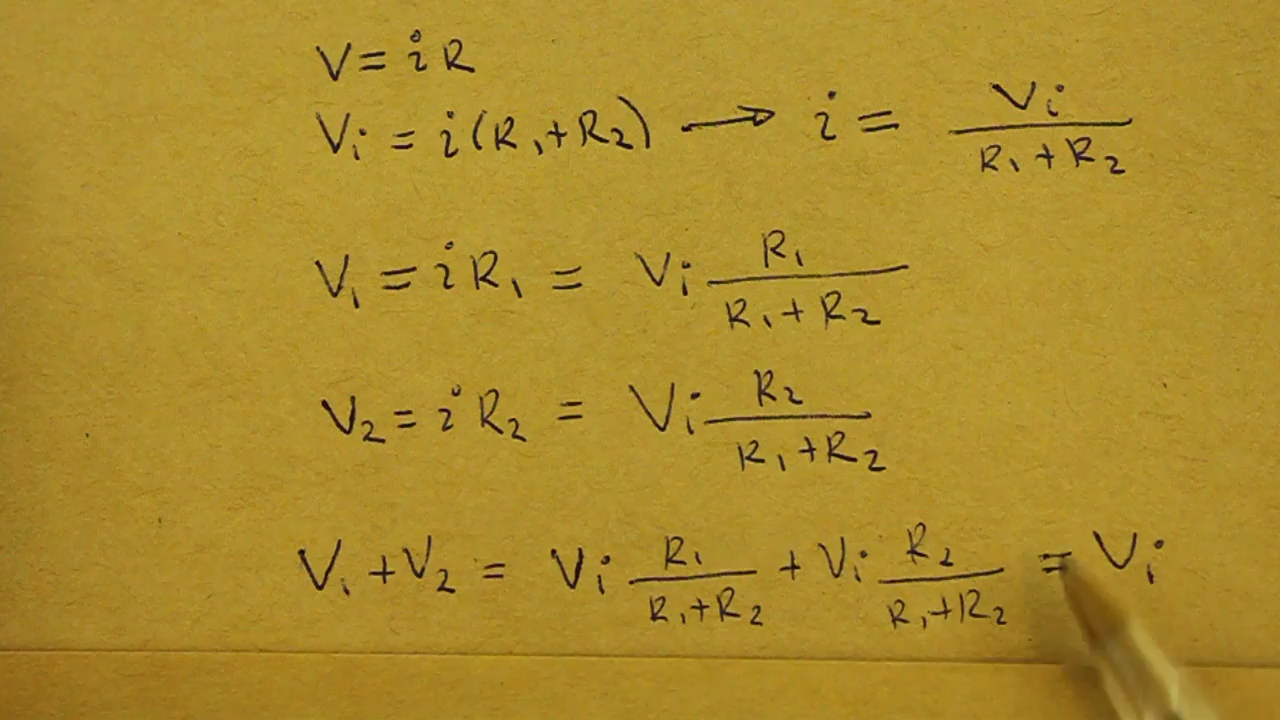 V = i R
Vi = i(R1+R2) → i = Vi / (R1+R2)
V1 = i R1 = Vi R1 / (R1+R2)
V2 = i R2 = Vi R2 / (R1+R2)
V1+V2 = Vi R1 / (R1+R2) + Vi R2 / (R1+R2) = Vi